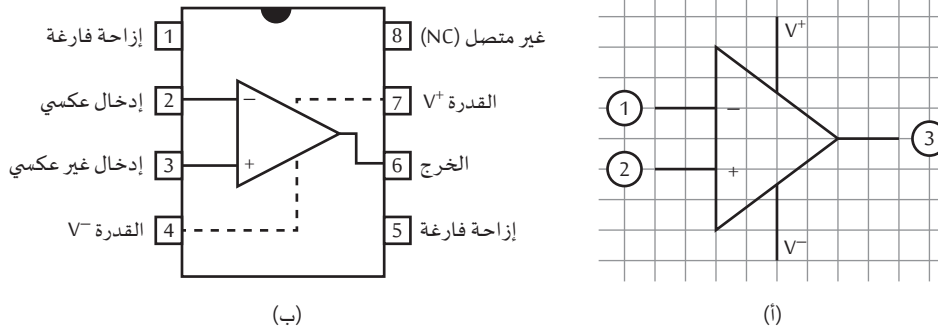 إزاحة فارغة 1
8 غير متصل (NC)
إدخال عكسي 2
−
7 القدرة V⁺
إدخال غير عكسي 3
+
6 الخرج
القدرة V⁻ 4
5 إزاحة فارغة
(ب)
V⁺
1
−
3
2
+
V⁻
(أ)